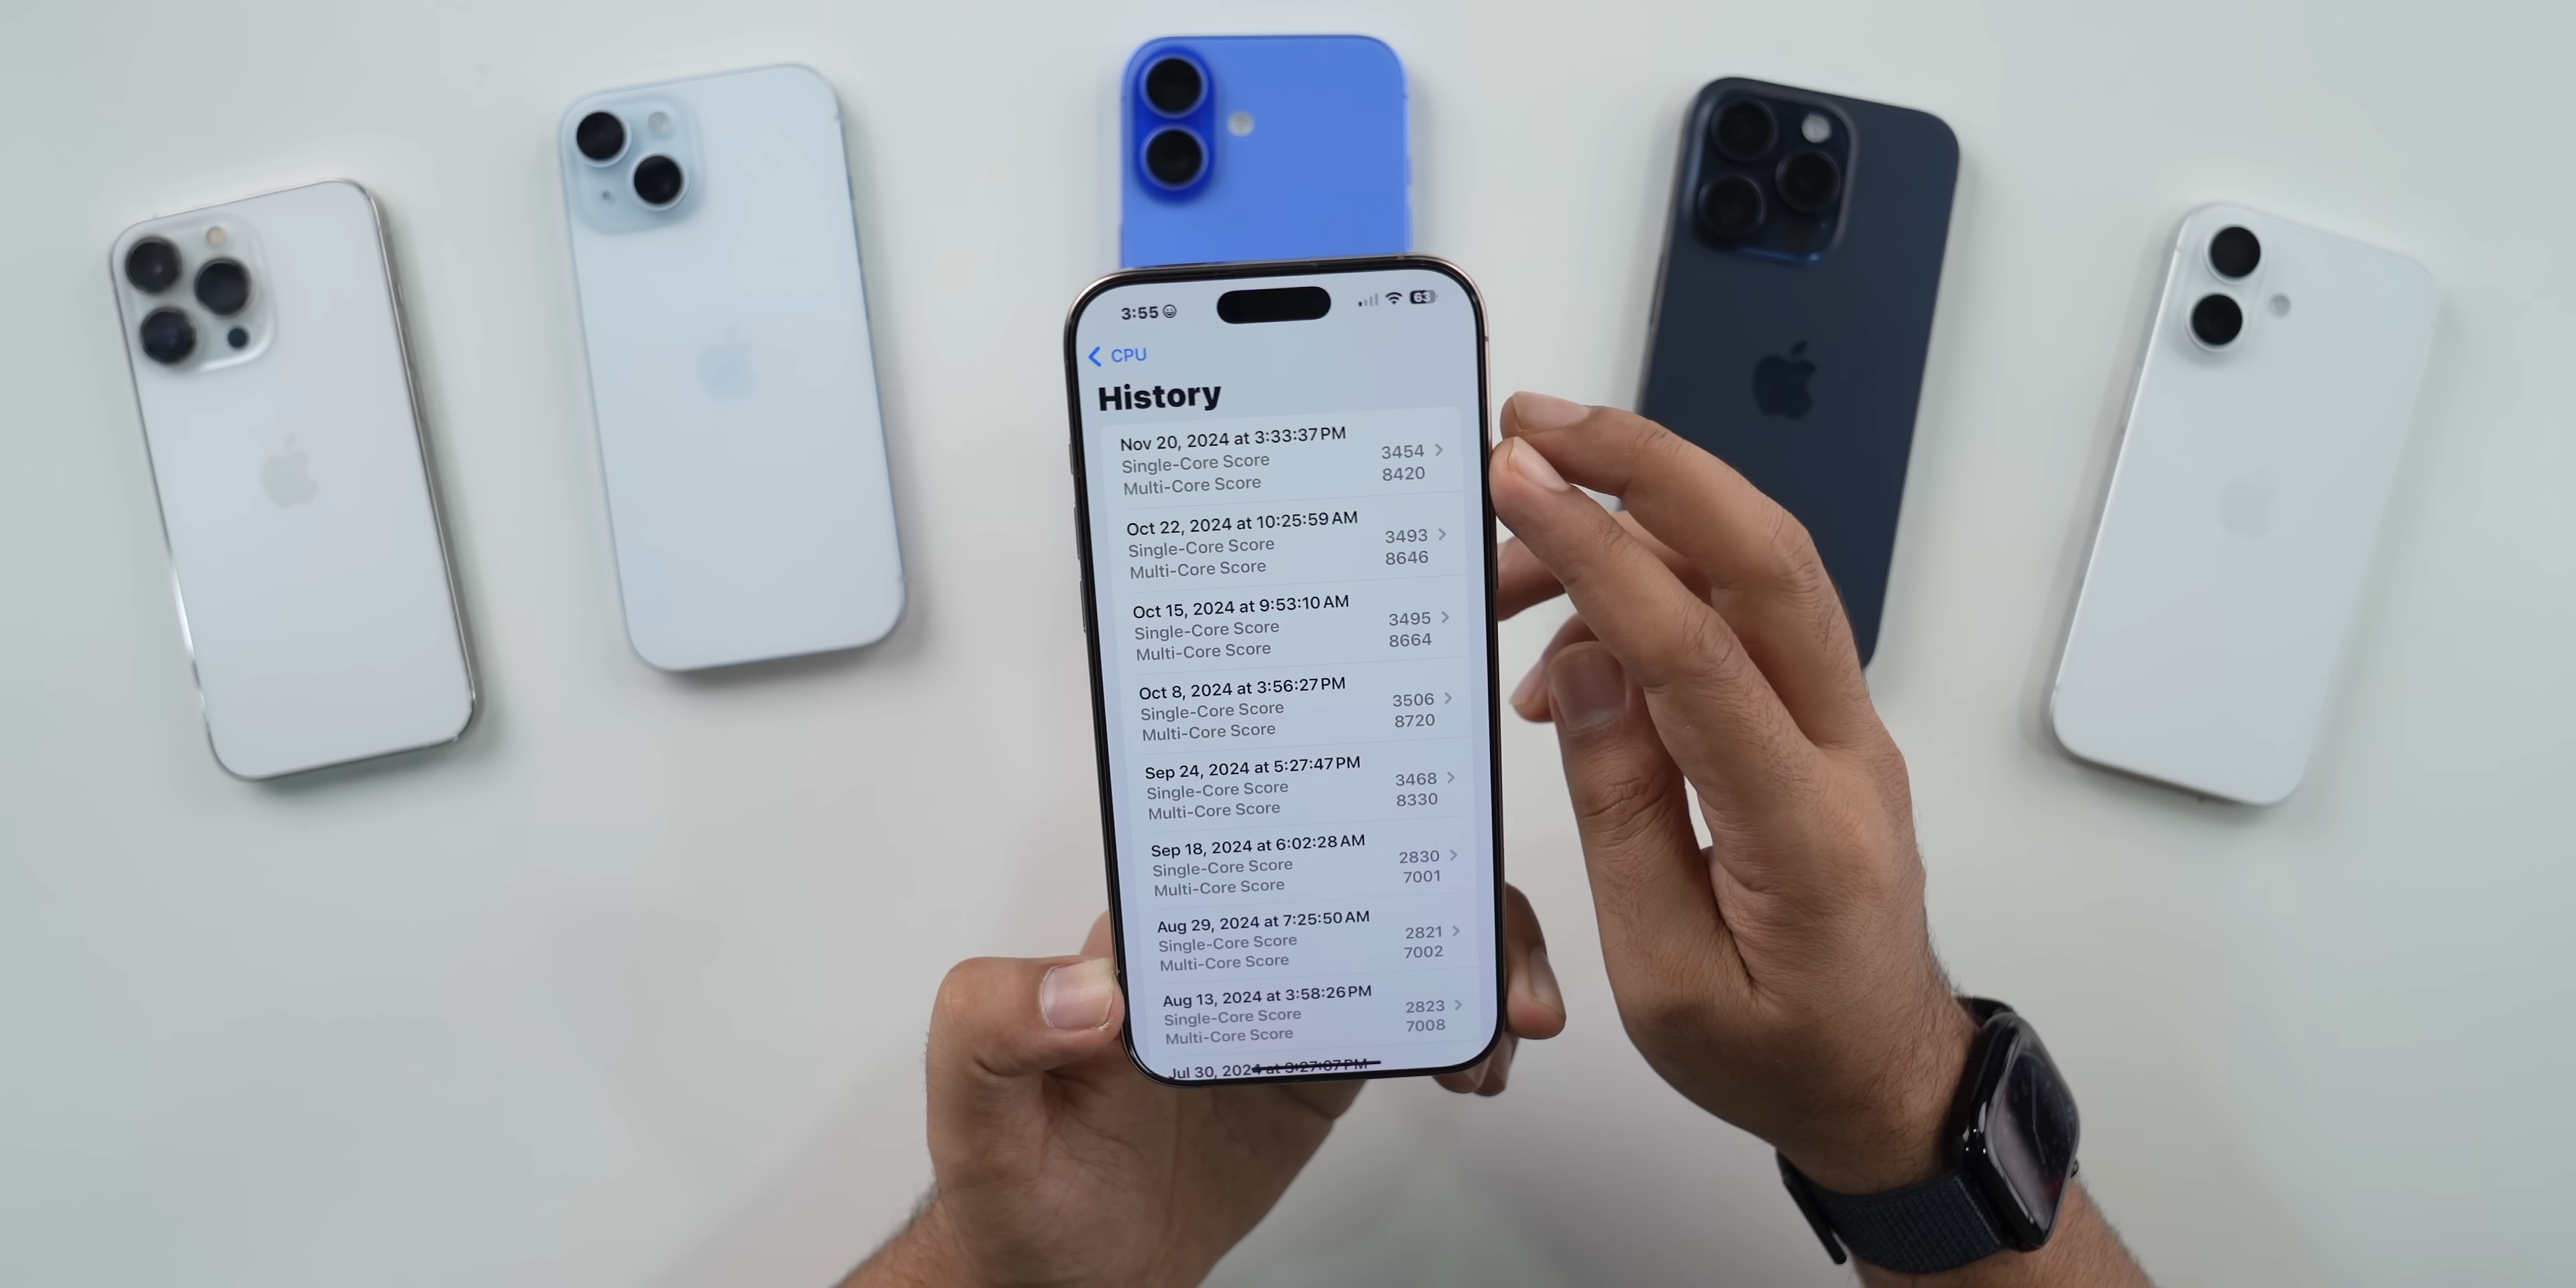 3:55
63
CPU
History
Nov 20, 2024 at 3:33:37 PM
Single-Core Score 3454
Multi-Core Score 8420
Oct 22, 2024 at 10:25:59 AM
Single-Core Score 3493
Multi-Core Score 8646
Oct 15, 2024 at 9:53:10 AM
Single-Core Score 3495
Multi-Core Score 8664
Oct 8, 2024 at 3:56:27 PM
Single-Core Score 3506
Multi-Core Score 8720
Sep 24, 2024 at 5:27:47 PM
Single-Core Score 3468
Multi-Core Score 8330
Sep 18, 2024 at 6:02:28 AM
Single-Core Score 2830
Multi-Core Score 7001
Aug 29, 2024 at 7:25:50 AM
Single-Core Score 2821
Multi-Core Score 7002
Aug 13, 2024 at 3:58:26 PM
Single-Core Score 2823
Multi-Core Score 7008
Jul 30, 2024 at 3:27:07 PM